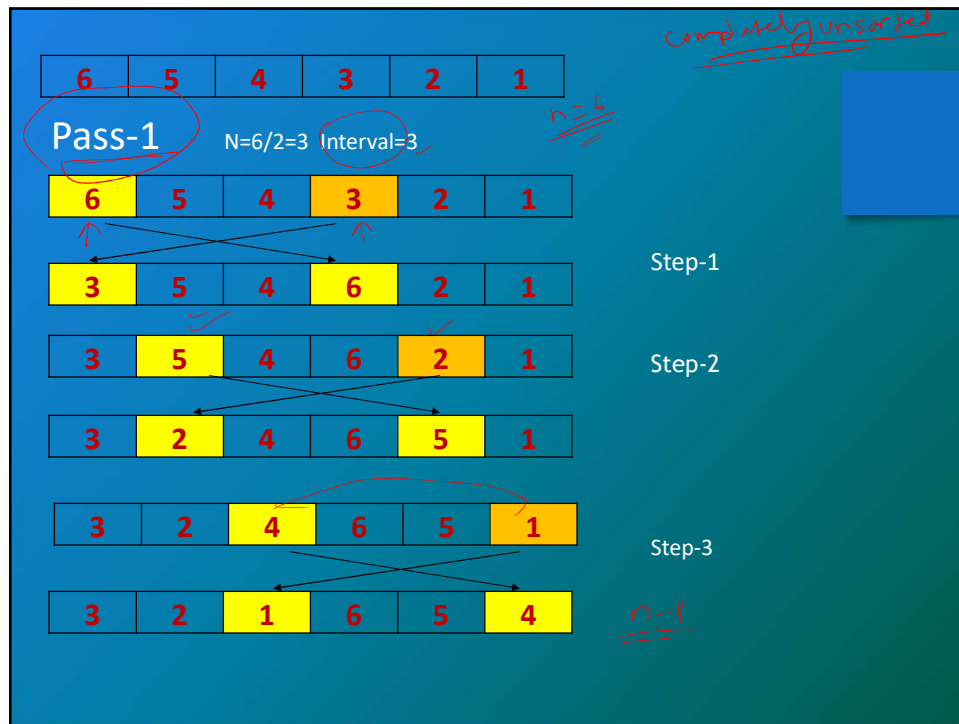 completely unsorted
6 5 4 3 2 1
n=6
Pass-1 N=6/2=3 Interval=3
6 5 4 3 2 1
Step-1
3 5 4 6 2 1
3 5 4 6 2 1
Step-2
3 2 4 6 5 1
3 2 4 6 5 1
Step-3
3 2 1 6 5 4